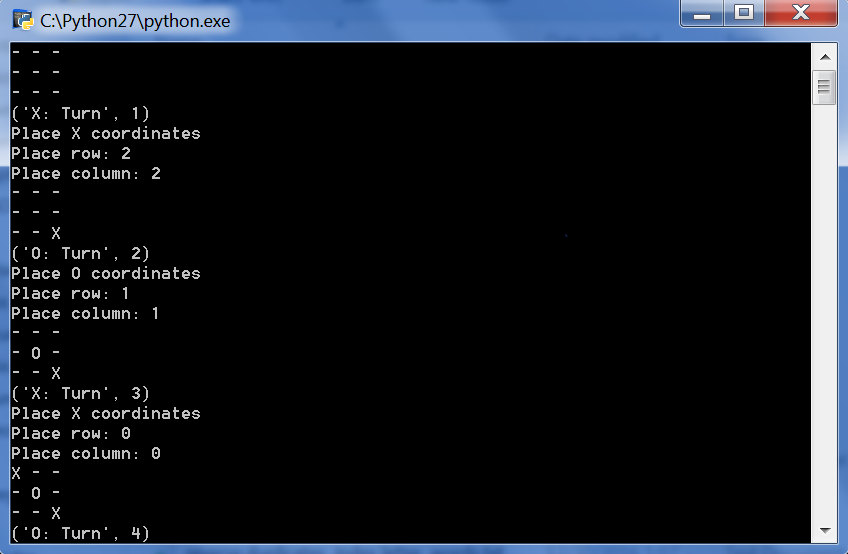 C:\Python27\python.exe
- - -
- - -
- - -
('X: Turn', 1)
Place X coordinates
Place row: 2
Place column: 2
- - -
- - -
- - X
('O: Turn', 2)
Place O coordinates
Place row: 1
Place column: 1
- - -
- O -
- - X
('X: Turn', 3)
Place X coordinates
Place row: 0
Place column: 0
X - -
- O -
- - X
('O: Turn', 4)